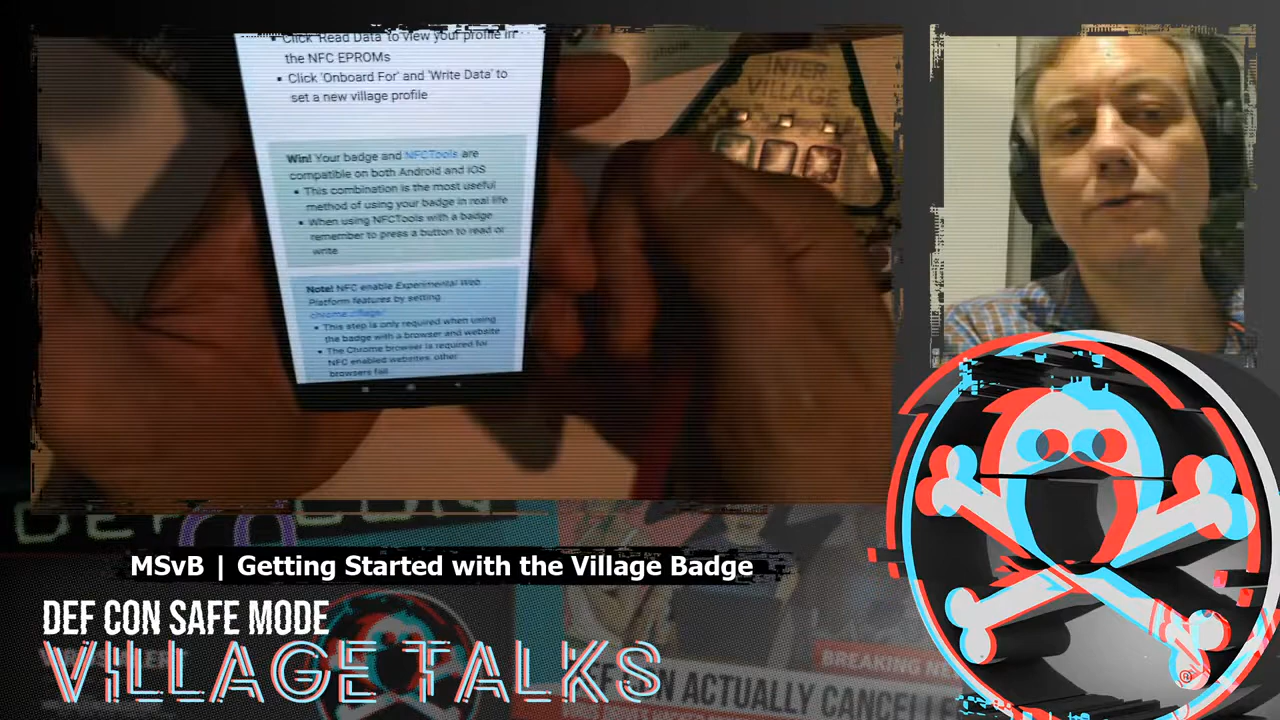 Click 'Read Data' to view your profile in
the NFC EPROMs
Click 'Onboard For' and 'Write Data' to
set a new village profile
Win! Your badge and NFCTools are
compatible on both Android and iOS
This combination is the most useful
method of using your badge in real life
When using NFCTools with a badge
remember to press a button to read or
write
Note! NFC enable Experimental Web
Platform features by setting
chrome://flags/
This step is only required when using
the badge with a browser and website
The Chrome browser is required for
NFC enabled websites, other
browsers fail
INTER
VILLAGE
DEF CON
MSvB | Getting Started with the Village Badge
DEF CON SAFE MODE
VILLAGE TALKS
BREAKING NE
CON ACTUALLY CANCELLE
®